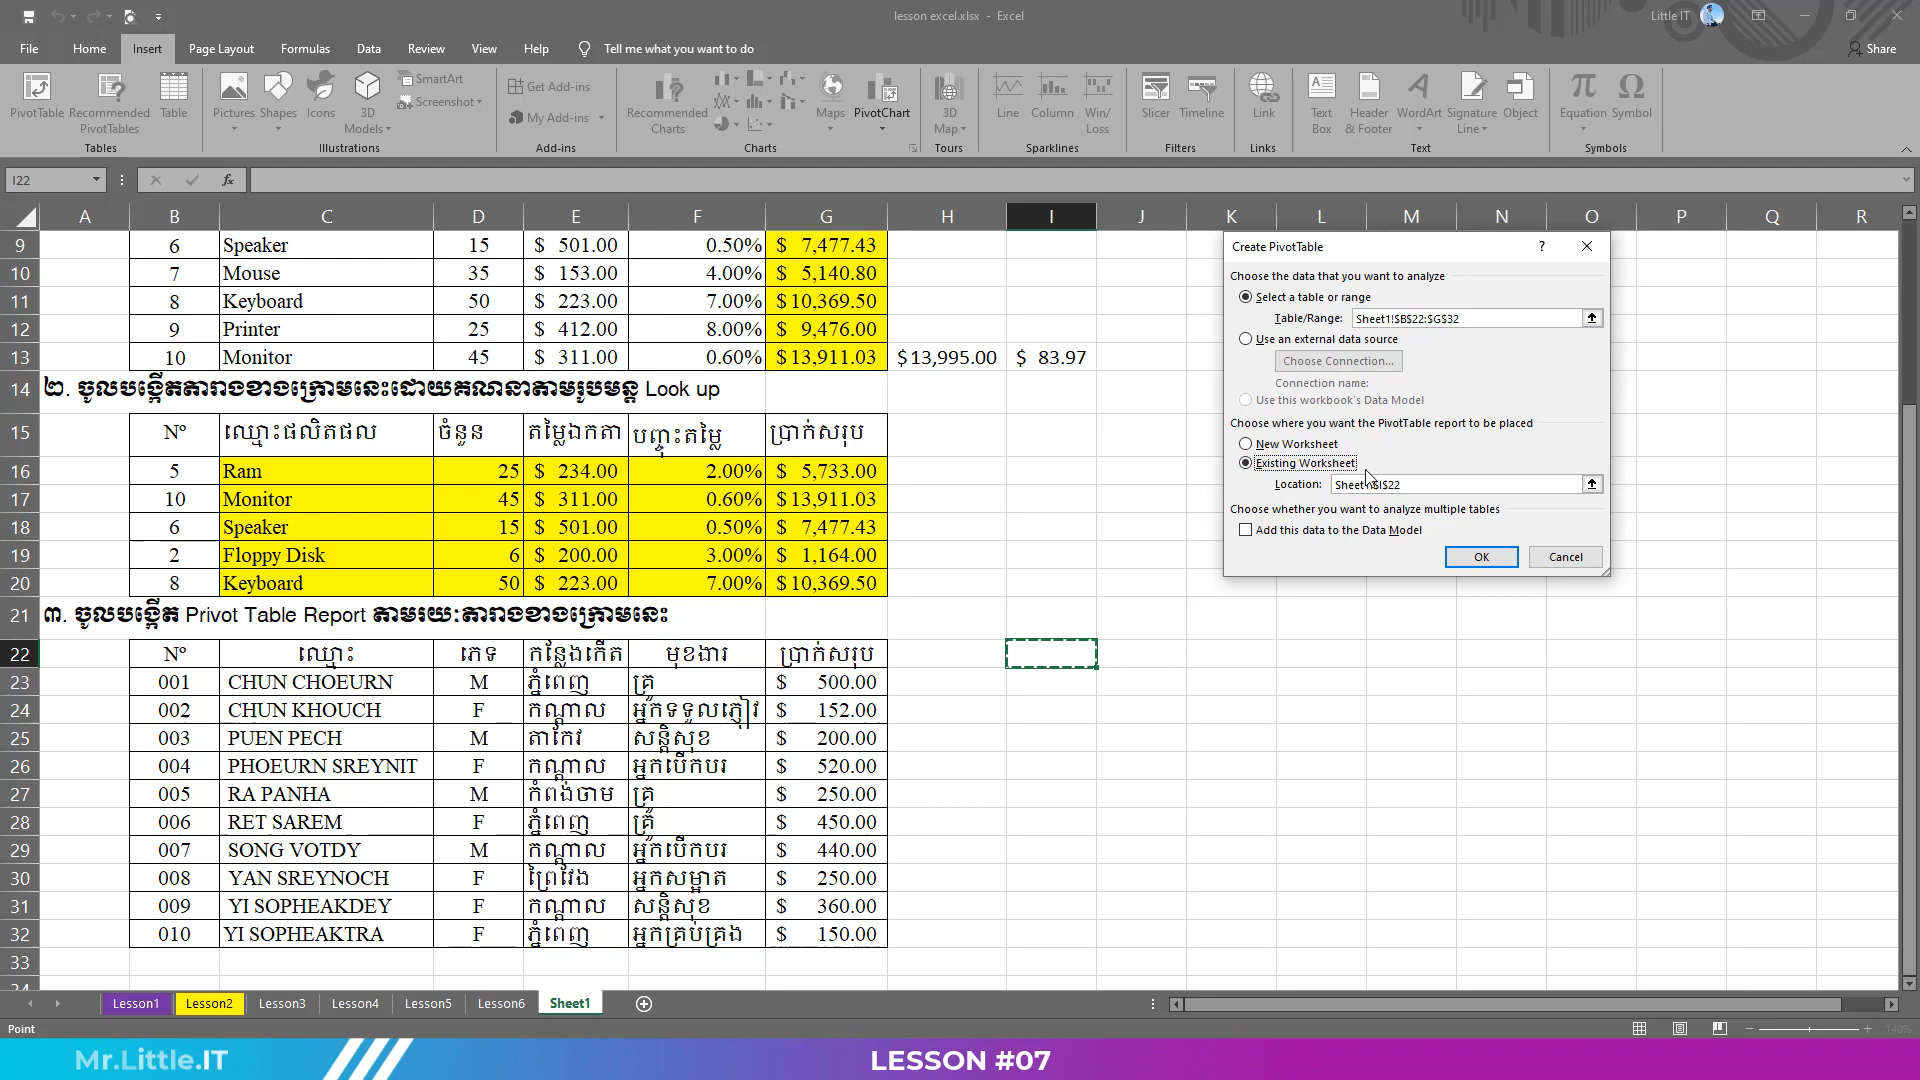 lesson excel.xlsx - Excel
Little IT
File Home Insert Page Layout Formulas Data Review View Help Tell me what you want to do Share
PivotTable Recommended PivotTables Table
Tables
Pictures Shapes Icons 3D Models SmartArt Screenshot
Illustrations
Get Add-ins
My Add-ins
Add-ins
Recommended Charts Maps PivotChart
Charts
3D Map
Tours
Line Column Win/Loss
Sparklines
Slicer Timeline
Filters
Link
Links
Text Box Header & Footer WordArt Signature Line Object
Text
Equation Symbol
Symbols
I22 fx
A B C D E F G H I J K L M N O P Q R
9 6 Speaker 15 $ 501.00 0.50% $ 7,477.43
10 7 Mouse 35 $ 153.00 4.00% $ 5,140.80
11 8 Keyboard 50 $ 223.00 7.00% $10,369.50
12 9 Printer 25 $ 412.00 8.00% $ 9,476.00
13 10 Monitor 45 $ 311.00 0.60% $13,911.03 $13,995.00 $ 83.97
14 ២. ចូលបង្កើតតារាងខាងក្រោមនេះដោយគណនាតាមរូបមន្ត Look up
15 Nº ឈ្មោះផលិតផល ចំនួន តម្លៃឯកតា បញ្ចុះតម្លៃ ប្រាក់សរុប
16 5 Ram 25 $ 234.00 2.00% $ 5,733.00
17 10 Monitor 45 $ 311.00 0.60% $13,911.03
18 6 Speaker 15 $ 501.00 0.50% $ 7,477.43
19 2 Floppy Disk 6 $ 200.00 3.00% $ 1,164.00
20 8 Keyboard 50 $ 223.00 7.00% $10,369.50
21 ៣. ចូលបង្កើត Privot Table Report តាមរយៈតារាងខាងក្រោមនេះ
22 Nº ឈ្មោះ ភេទ កន្លែងកើត មុខងារ ប្រាក់សរុប
23 001 CHUN CHOEURN M ភ្នំពេញ គ្រូ $ 500.00
24 002 CHUN KHOUCH F កណ្តាល អ្នកទទួលភ្ញៀវ $ 152.00
25 003 PUEN PECH M តាកែវ សន្តិសុខ $ 200.00
26 004 PHOEURN SREYNIT F កណ្តាល អ្នកបើកបរ $ 520.00
27 005 RA PANHA M កំពង់ចាម គ្រូ $ 250.00
28 006 RET SAREM F ភ្នំពេញ គ្រូ $ 450.00
29 007 SONG VOTDY M កណ្តាល អ្នកបើកបរ $ 440.00
30 008 YAN SREYNOCH F ព្រៃវែង អ្នកសម្អាត $ 250.00
31 009 YI SOPHEAKDEY F កណ្តាល សន្តិសុខ $ 360.00
32 010 YI SOPHEAKTRA F ភ្នំពេញ អ្នកគ្រប់គ្រង $ 150.00
33
Create PivotTable ?
Choose the data that you want to analyze
Select a table or range
Table/Range: Sheet1!$B$22:$G$32
Use an external data source
Choose Connection...
Connection name:
Use this workbook's Data Model
Choose where you want the PivotTable report to be placed
New Worksheet
Existing Worksheet
Location: Sheet1!$I$22
Choose whether you want to analyze multiple tables
Add this data to the Data Model
OK Cancel
Lesson1 Lesson2 Lesson3 Lesson4 Lesson5 Lesson6 Sheet1
Point 140%
Mr.Little.IT
LESSON #07